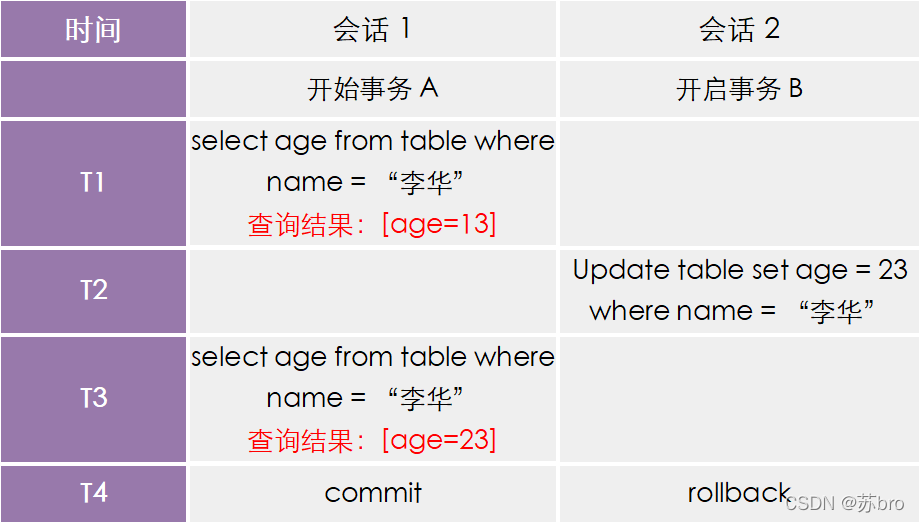 时间 会话 1 会话 2
开始事务 A 开启事务 B
T1
select age from table where
name = “李华”
查询结果：[age=13]
T2
Update table set age = 23
where name = “李华”
T3
select age from table where
name = “李华”
查询结果：[age=23]
T4 commit rollback
CSDN @苏bro